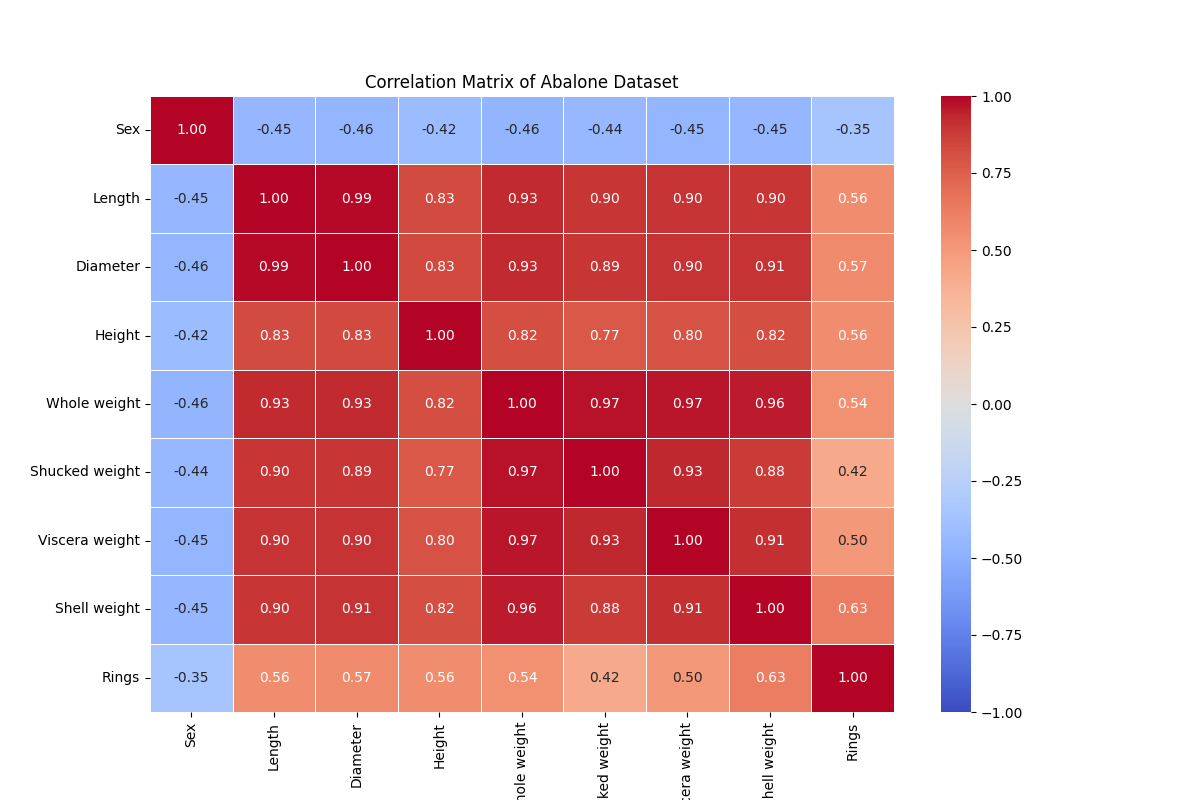 Correlation Matrix of Abalone Dataset
Sex 1.00 -0.45 -0.46 -0.42 -0.46 -0.44 -0.45 -0.45 -0.35
Length -0.45 1.00 0.99 0.83 0.93 0.90 0.90 0.90 0.56
Diameter -0.46 0.99 1.00 0.83 0.93 0.89 0.90 0.91 0.57
Height -0.42 0.83 0.83 1.00 0.82 0.77 0.80 0.82 0.56
Whole weight -0.46 0.93 0.93 0.82 1.00 0.97 0.97 0.96 0.54
Shucked weight -0.44 0.90 0.89 0.77 0.97 1.00 0.93 0.88 0.42
Viscera weight -0.45 0.90 0.90 0.80 0.97 0.93 1.00 0.91 0.50
Shell weight -0.45 0.90 0.91 0.82 0.96 0.88 0.91 1.00 0.63
Rings -0.35 0.56 0.57 0.56 0.54 0.42 0.50 0.63 1.00
Sex
Length
Diameter
Height
hole weight
ked weight
cera weight
hell weight
Rings
1.00
0.75
0.50
0.25
0.00
−0.25
−0.50
−0.75
−1.00